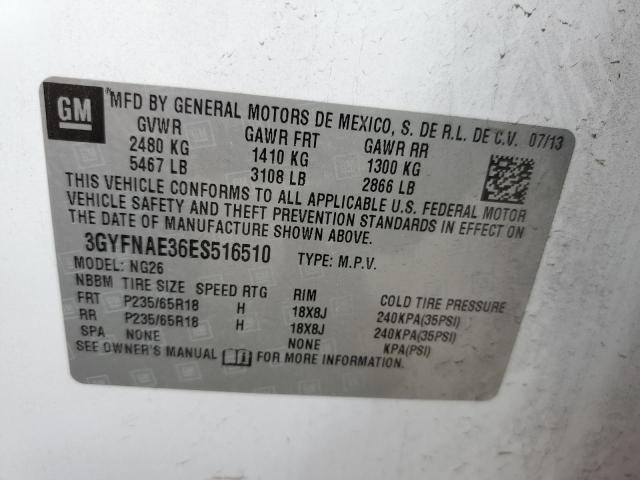 GM
MFD BY GENERAL MOTORS DE MEXICO, S. DE R.L. DE C.V. 07/13
GVWR GAWR FRT GAWR RR
2480 KG 1410 KG 1300 KG
5467 LB 3108 LB 2866 LB
THIS VEHICLE CONFORMS TO ALL APPLICABLE U.S. FEDERAL MOTOR
VEHICLE SAFETY AND THEFT PREVENTION STANDARDS IN EFFECT ON
THE DATE OF MANUFACTURE SHOWN ABOVE.
3GYFNAE36ES516510 TYPE: M.P.V.
MODEL: NG26
NBBM TIRE SIZE SPEED RTG RIM COLD TIRE PRESSURE
FRT P235/65R18 H 18X8J 240KPA(35PSI)
RR P235/65R18 H 18X8J 240KPA(35PSI)
SPA NONE NONE KPA(PSI)
SEE OWNER'S MANUAL FOR MORE INFORMATION.